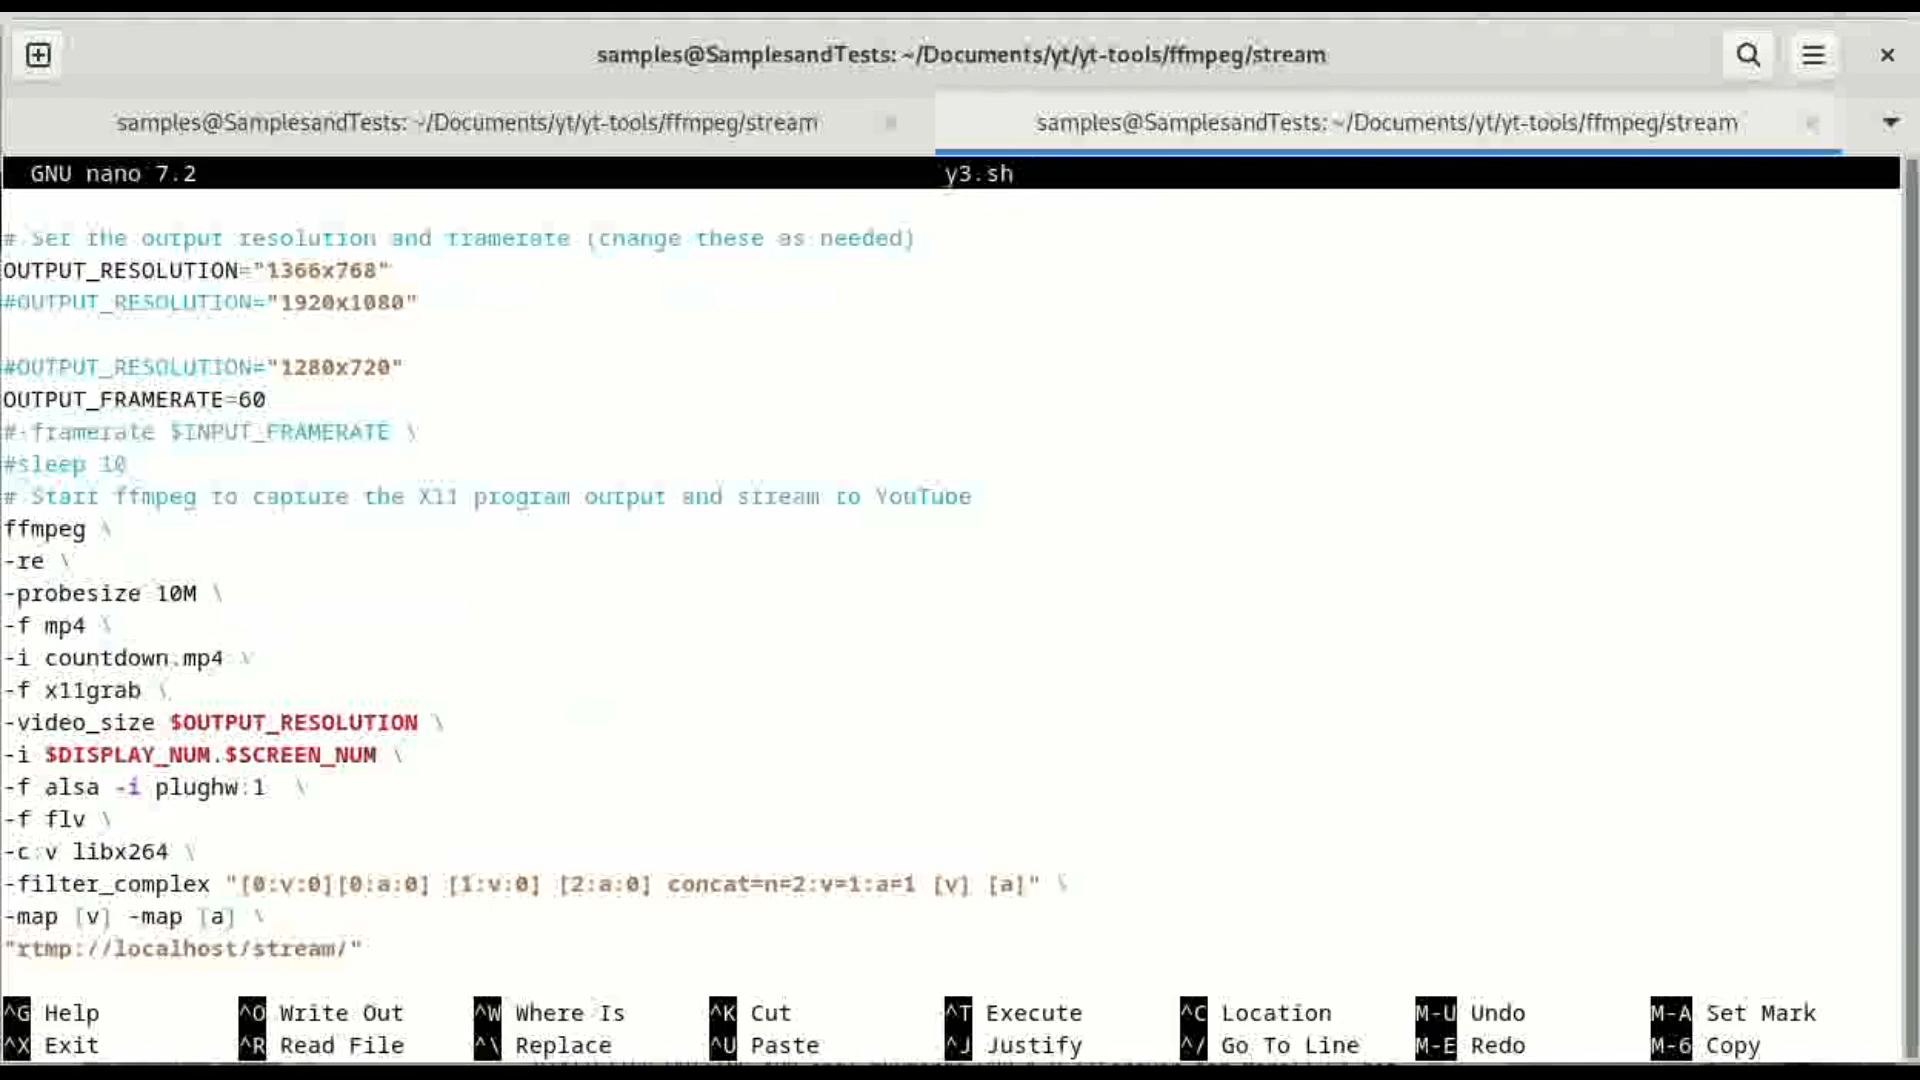 samples@SamplesandTests: ~/Documents/yt/yt-tools/ffmpeg/stream
samples@SamplesandTests: ~/Documents/yt/yt-tools/ffmpeg/stream
samples@SamplesandTests: ~/Documents/yt/yt-tools/ffmpeg/stream
GNU nano 7.2 y3.sh
# Set the output resolution and framerate (change these as needed)
OUTPUT_RESOLUTION="1366x768"
#OUTPUT_RESOLUTION="1920x1080"
#OUTPUT_RESOLUTION="1280x720"
OUTPUT_FRAMERATE=60
#-framerate $INPUT_FRAMERATE \
#sleep 10
# Start ffmpeg to capture the X11 program output and stream to YouTube
ffmpeg \
-re \
-probesize 10M \
-f mp4 \
-i countdown.mp4 \
-f x11grab \
-video_size $OUTPUT_RESOLUTION \
-i $DISPLAY_NUM.$SCREEN_NUM \
-f alsa -i plughw:1 \
-f flv \
-c:v libx264 \
-filter_complex "[0:v:0][0:a:0] [1:v:0] [2:a:0] concat=n=2:v=1:a=1 [v] [a]" \
-map [v] -map [a] \
"rtmp://localhost/stream/"
^G Help ^O Write Out ^W Where Is ^K Cut ^T Execute ^C Location M-U Undo M-A Set Mark
^X Exit ^R Read File ^\ Replace ^U Paste ^J Justify ^/ Go To Line M-E Redo M-6 Copy